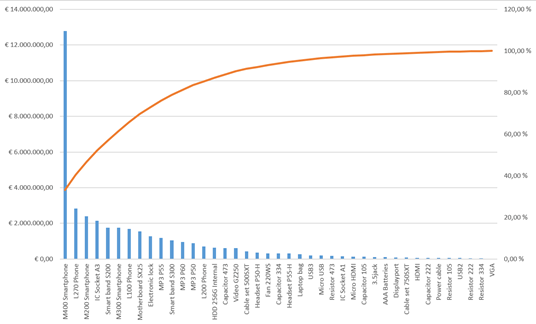 € 14.000.000,00
€ 12.000.000,00
€ 10.000.000,00
€ 8.000.000,00
€ 6.000.000,00
€ 4.000.000,00
€ 2.000.000,00
€ 0,00
120,00 %
100,00 %
80,00 %
60,00 %
40,00 %
20,00 %
0,00 %
M400 Smartphone
L270 Phone
M200 Smartphone
IC Socket A3
Smart band S200
M300 Smartphone
L100 Phone
Motherboard SX25
Electronic lock
MP3 P55
Smart band S300
MP3 P60
MP3 P50
L200 Phone
HDD 256G Internal
Capacitor 473
Video GZ250
Cable set 500SXT
Headset P50-H
Fan 220WS
Capacitor 334
Headset P55-H
Laptop bag
USB3
Micro USB
Resistor 473
IC Socket A1
Micro HDMI
Capacitor 105
3.5jack
AAA Batteries
Displayport
Cable set 750SXT
HDMI
Capacitor 222
Power cable
Resistor 105
USB2
Resistor 222
Resistor 334
VGA